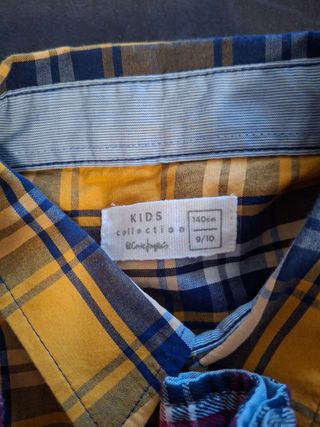 KIDS
collection
El Corte Inglés
140cm
9/10